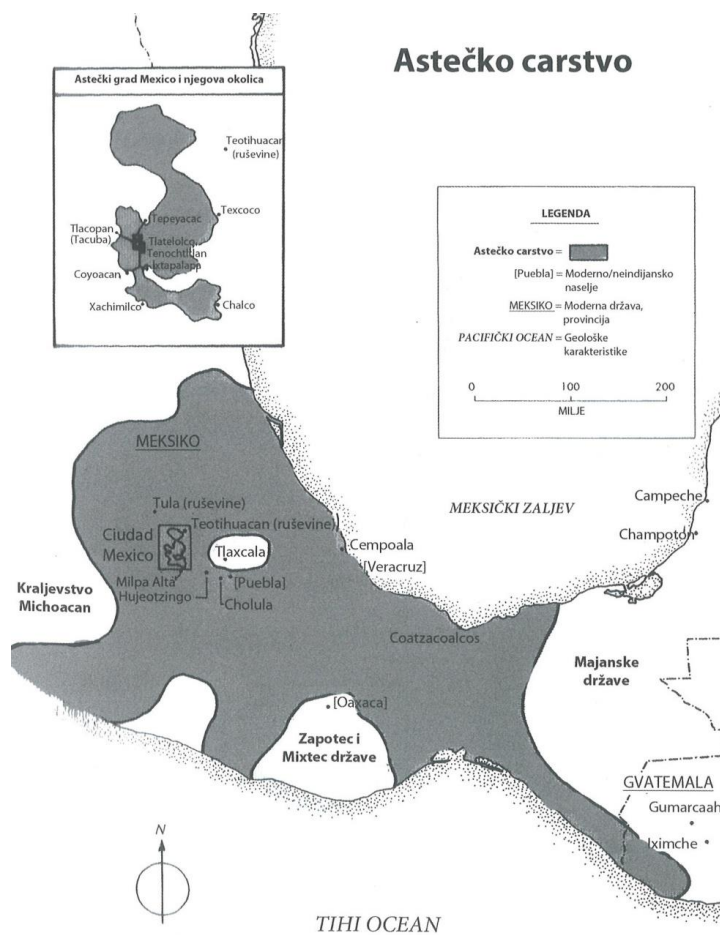 Astečko carstvo
Astečki grad Mexico i njegova okolica
Teotihuacan
(ruševine)
Texcoco
Tepeyacac
Tlacopan
(Tacuba)
Tlatelolco
Tenochtitlan
Ixtapalapa
Coyoacan
Xachimilco
Chalco
LEGENDA
Astečko carstvo =
[Puebla] = Moderno/neindijansko
naselje
MEKSIKO = Moderna država,
provincija
PACIFIČKI OCEAN = Geološke
karakteristike
0 100 200
MILJE
MEKSIKO
Tula (ruševine)
Teotihuacan (ruševine)
Ciudad
Mexico
Tlaxcala
Milpa Alta
Hujeotzingo
[Puebla]
Cholula
Kraljevstvo
Michoacan
Cempoala
[Veracruz]
MEKSIČKI ZALJEV
Campeche
Champoton
Coatzacoalcos
Majanske
države
[Oaxaca]
Zapotec i
Mixtec države
GVATEMALA
Gumarcaah
Iximche
N
TIHI OCEAN